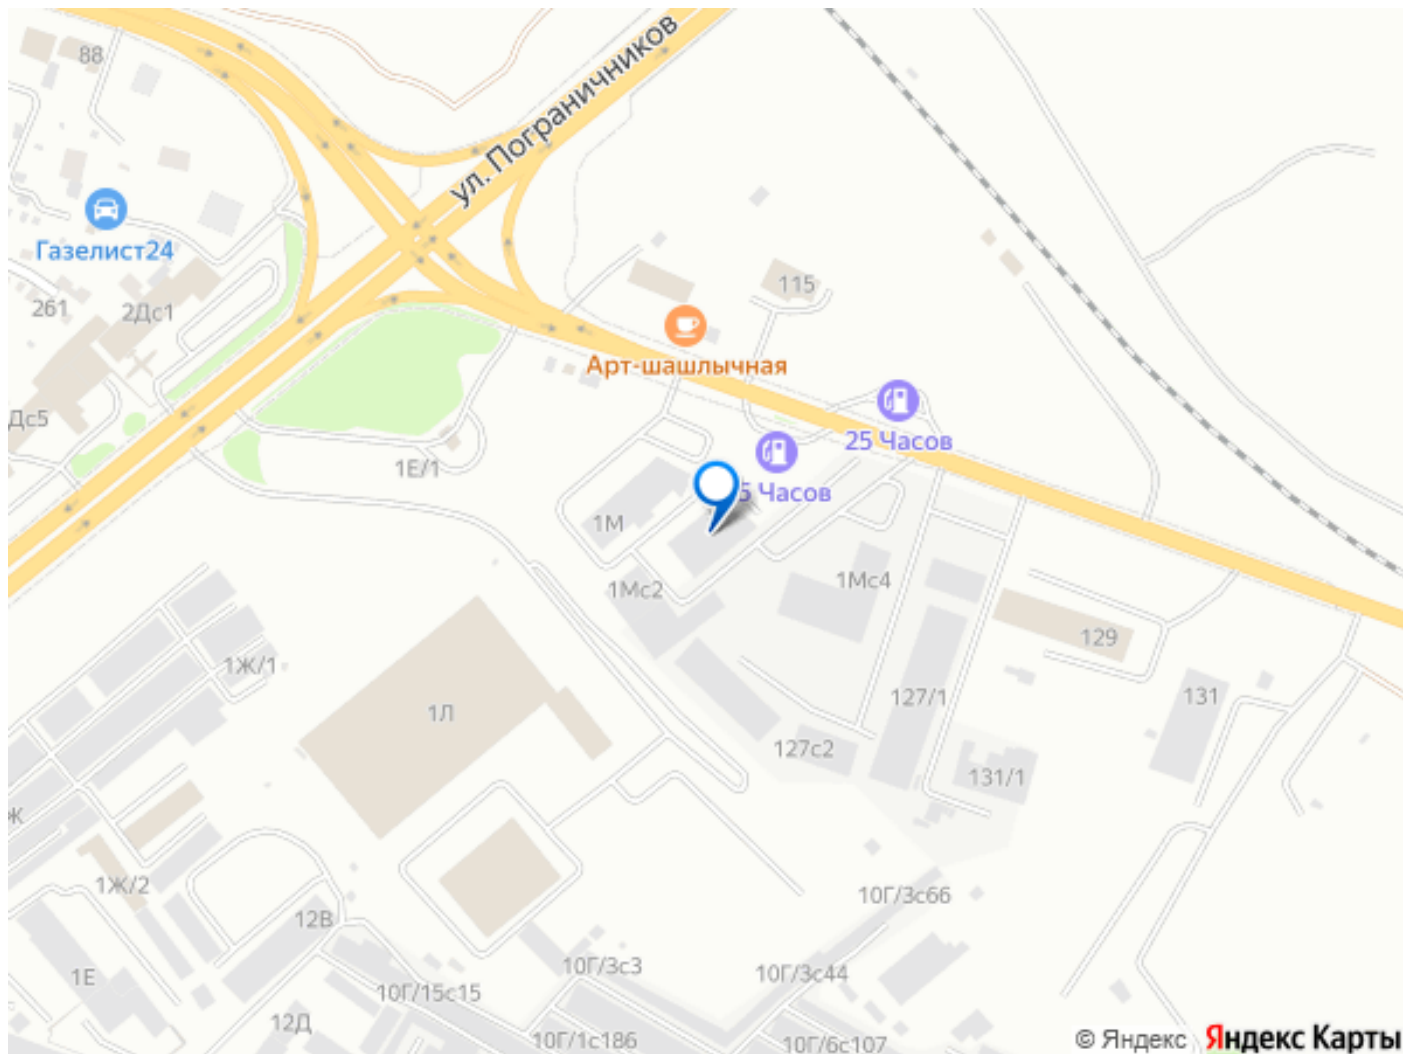 88
ул. Пограничников
Газелист24
261
2Дс1
115
Арт-шашлычная
Дс5
25 Часов
1Е/1
5 Часов
1М
1Мс2
1Мс4
129
1Ж/1
127/1
131
1Л
127с2
131/1
Ж
1Ж/2
10Г/3с66
12В
1Е
10Г/3с3
10Г/3с44
10Г/15с15
12Д
10Г/1с186
10Г/6с107
© Яндекс Яндекс Карты